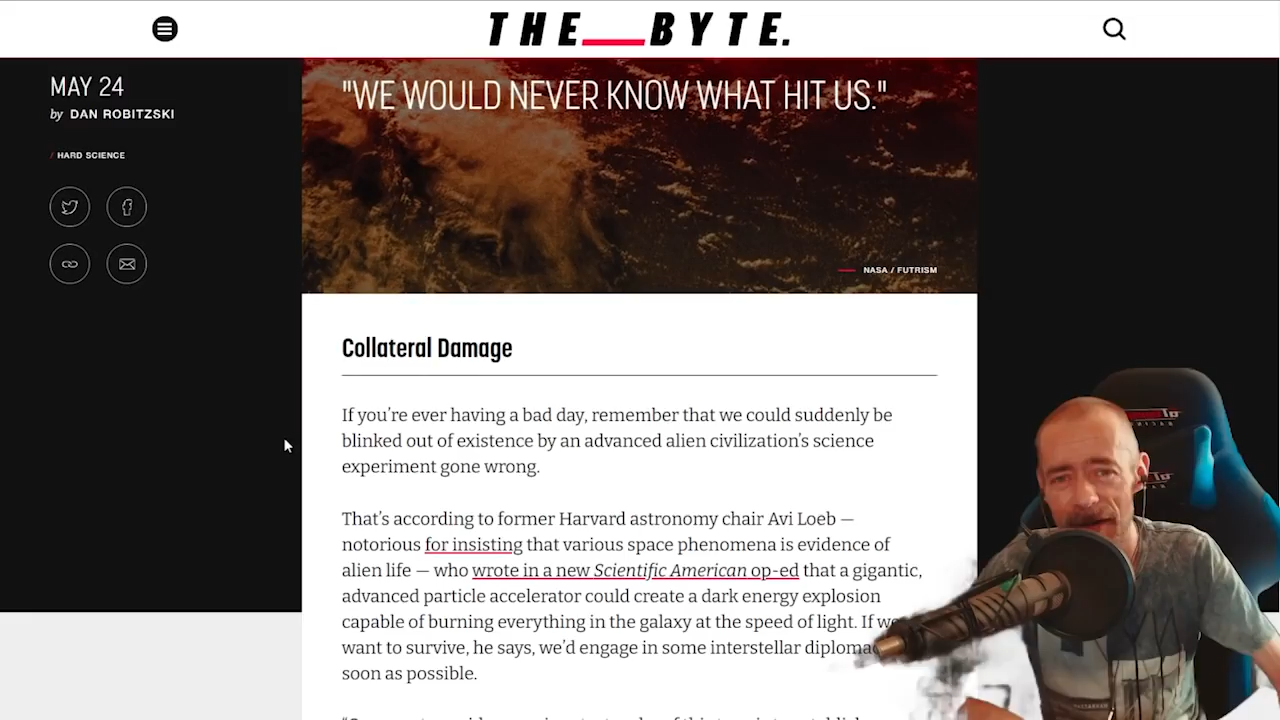 THE__BYTE.
MAY 24
by DAN ROBITZSKI
/ HARD SCIENCE
"WE WOULD NEVER KNOW WHAT HIT US."
NASA / FUTRISM
Collateral Damage
If you're ever having a bad day, remember that we could suddenly be
blinked out of existence by an advanced alien civilization's science
experiment gone wrong.
That's according to former Harvard astronomy chair Avi Loeb —
notorious for insisting that various space phenomena is evidence of
alien life — who wrote in a new Scientific American op-ed that a gigantic,
advanced particle accelerator could create a dark energy explosion
capable of burning everything in the galaxy at the speed of light. If we
want to survive, he says, we'd engage in some interstellar
soon as possible.